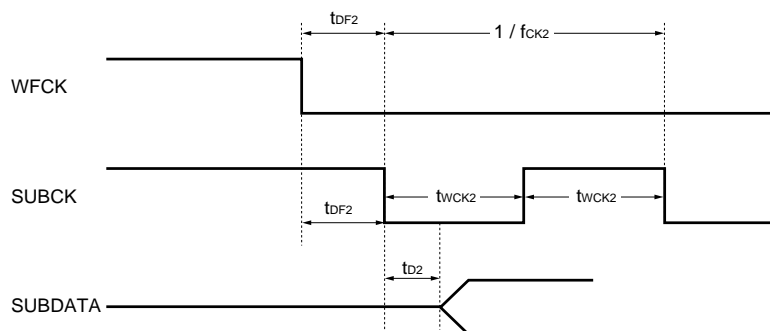 tDF2
1 / fCK2
WFCK
SUBCK
tWCK2
tWCK2
tDF2
tD2
SUBDATA